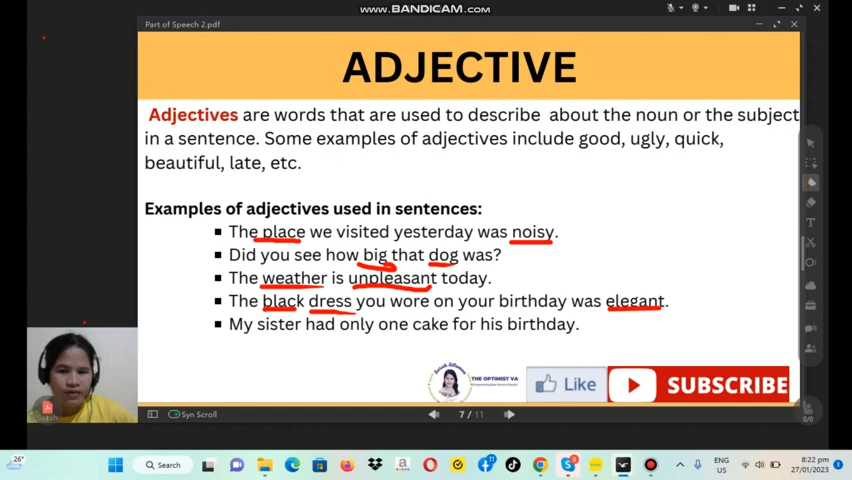 WWW.BANDICAM.COM
Part of Speech 2.pdf
ADJECTIVE
Adjectives are words that are used to describe about the noun or the subject
in a sentence. Some examples of adjectives include good, ugly, quick,
beautiful, late, etc.
Examples of adjectives used in sentences:
The place we visited yesterday was noisy.
Did you see how big that dog was?
The weather is unpleasant today.
The black dress you wore on your birthday was elegant.
My sister had only one cake for his birthday.
THE OPTIMIST VA
Like
SUBSCRIBE
Syn Scroll
7 / 11
0/0
26°
Search
ENG
US
8:22 pm
27/01/2023